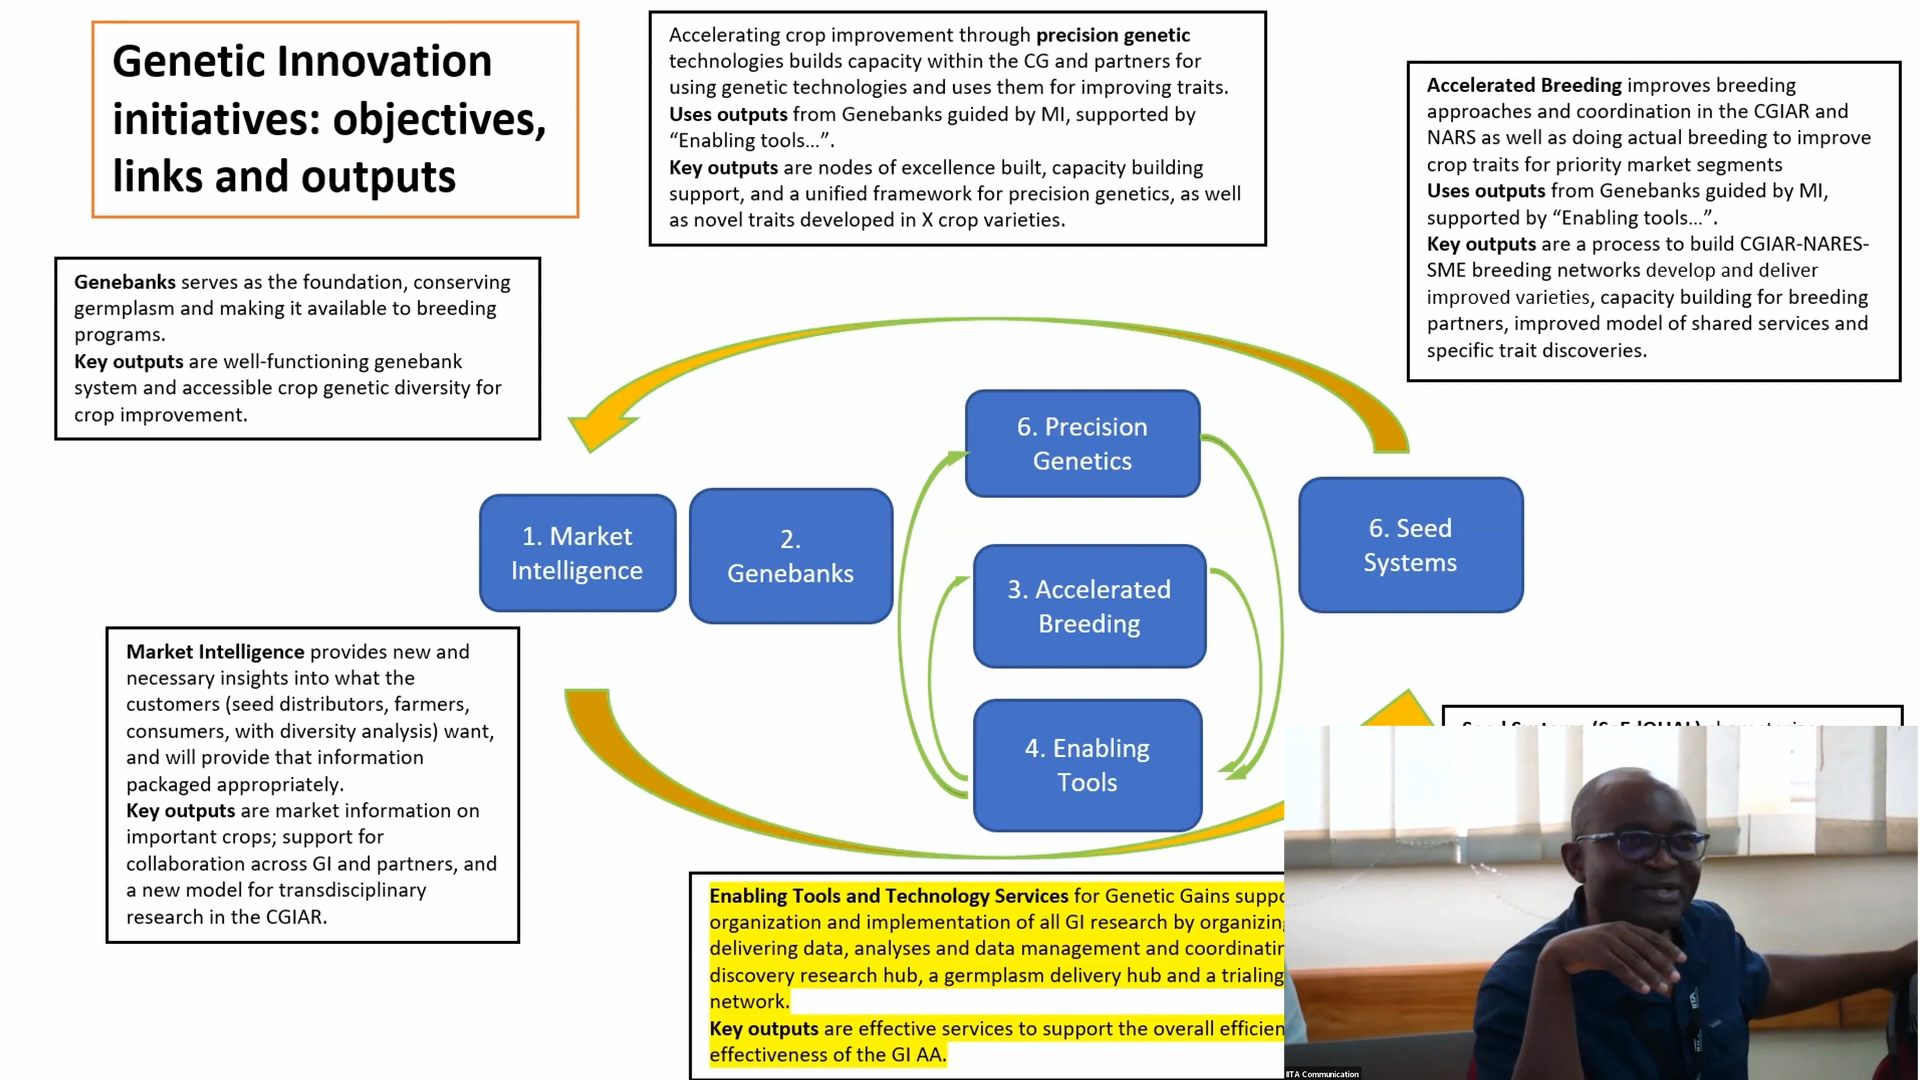 Genetic Innovation
initiatives: objectives,
links and outputs
Accelerating crop improvement through precision genetic
technologies builds capacity within the CG and partners for
using genetic technologies and uses them for improving traits.
Uses outputs from Genebanks guided by MI, supported by
“Enabling tools…”.
Key outputs are nodes of excellence built, capacity building
support, and a unified framework for precision genetics, as well
as novel traits developed in X crop varieties.
Accelerated Breeding improves breeding
approaches and coordination in the CGIAR and
NARS as well as doing actual breeding to improve
crop traits for priority market segments
Uses outputs from Genebanks guided by MI,
supported by “Enabling tools…”.
Key outputs are a process to build CGIAR-NARES-
SME breeding networks develop and deliver
improved varieties, capacity building for breeding
partners, improved model of shared services and
specific trait discoveries.
Genebanks serves as the foundation, conserving
germplasm and making it available to breeding
programs.
Key outputs are well-functioning genebank
system and accessible crop genetic diversity for
crop improvement.
6. Precision
Genetics
1. Market
Intelligence
2.
Genebanks
3. Accelerated
Breeding
6. Seed
Systems
4. Enabling
Tools
Market Intelligence provides new and
necessary insights into what the
customers (seed distributors, farmers,
consumers, with diversity analysis) want,
and will provide that information
packaged appropriately.
Key outputs are market information on
important crops; support for
collaboration across GI and partners, and
a new model for transdisciplinary
research in the CGIAR.
Enabling Tools and Technology Services for Genetic Gains
organization and implementation of all GI research by
delivering data, analyses and data management and
discovery research hub, a germplasm delivery hub and a trialing
network.
Key outputs are effective services to support the overall
effectiveness of the GI AA.
IITA Communication